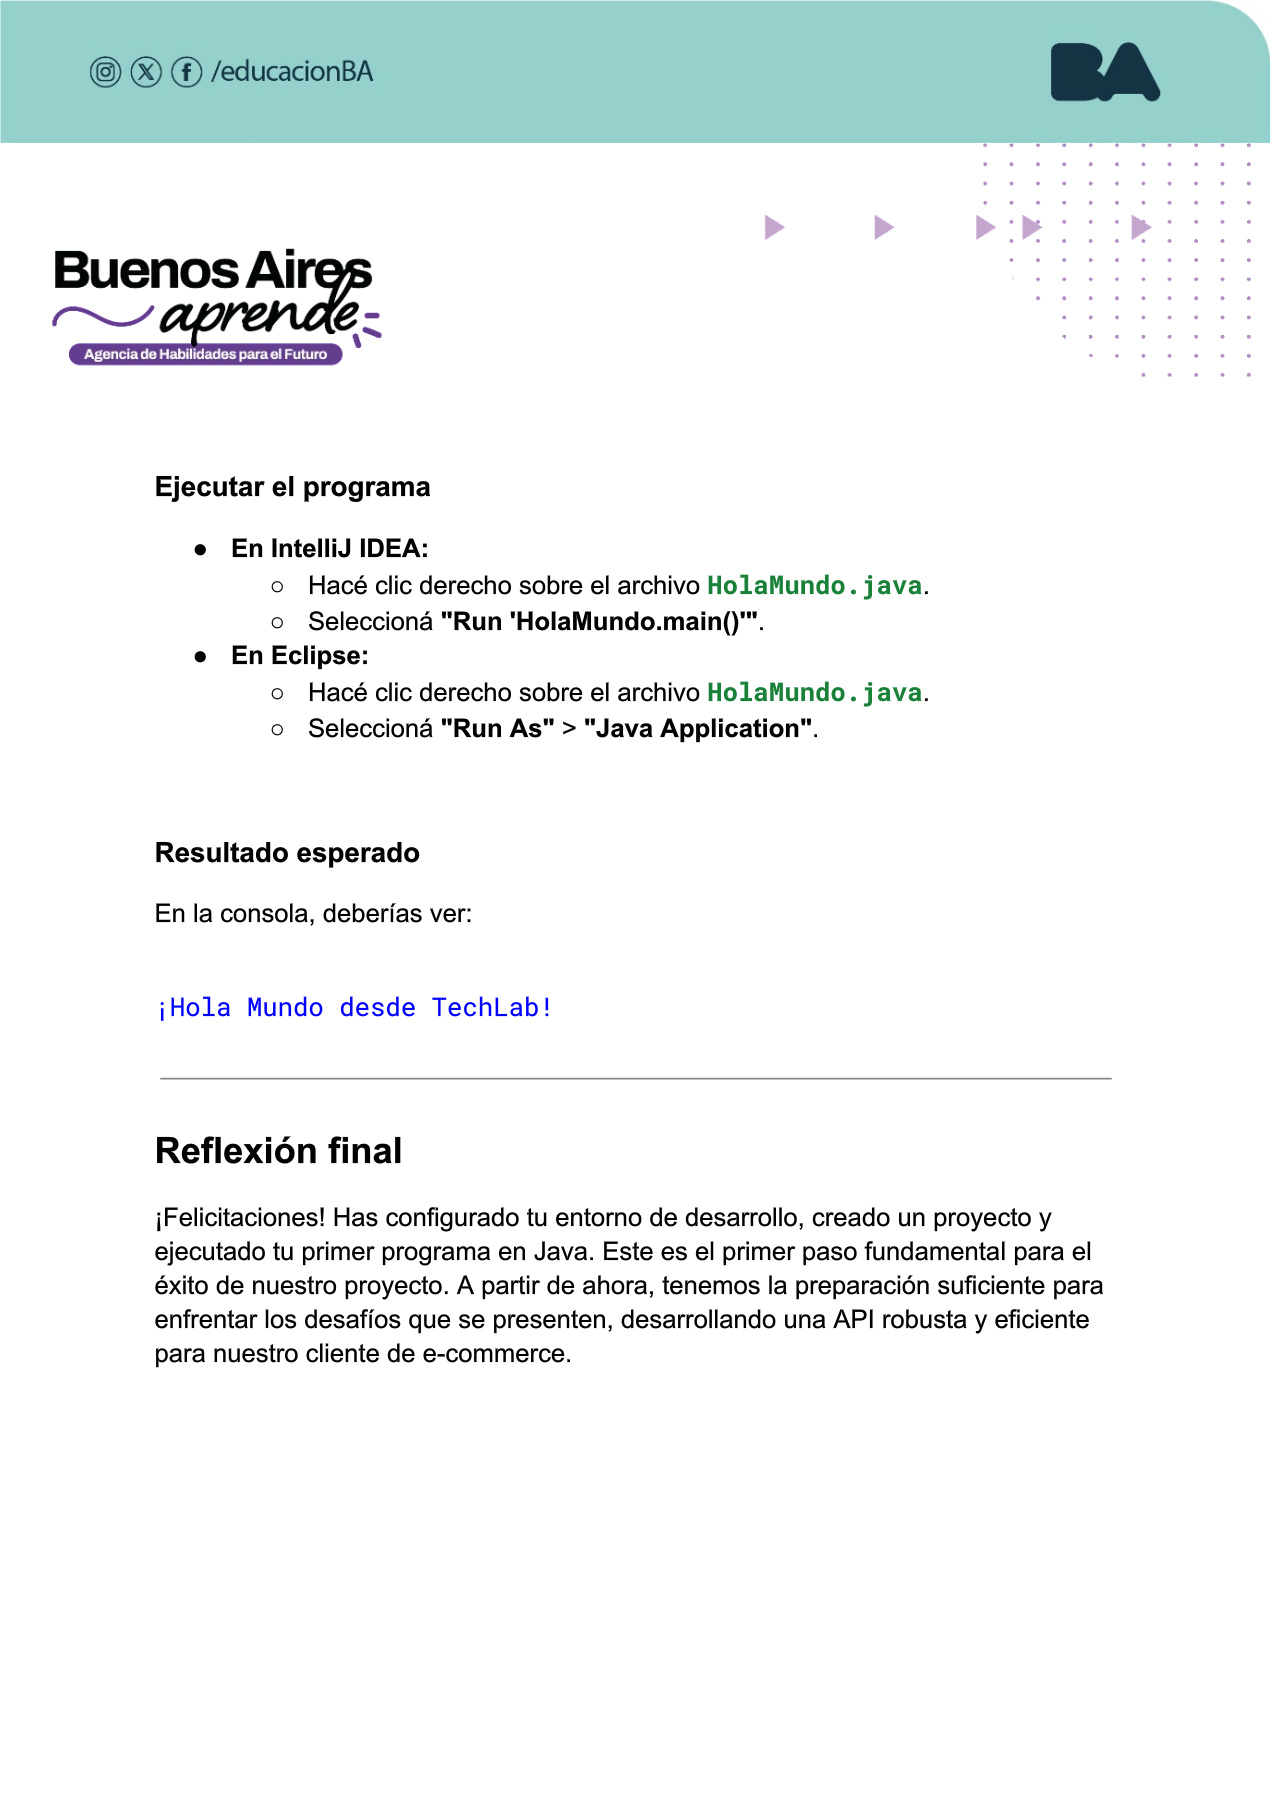 /educacionBA
BA
Buenos Aires
aprende
Agencia de Habilidades para el Futuro
Ejecutar el programa
● En IntelliJ IDEA:
○ Hacé clic derecho sobre el archivo HolaMundo.java.
○ Seleccioná "Run 'HolaMundo.main()'".
● En Eclipse:
○ Hacé clic derecho sobre el archivo HolaMundo.java.
○ Seleccioná "Run As" > "Java Application".
Resultado esperado
En la consola, deberías ver:
¡Hola Mundo desde TechLab!
Reflexión final
¡Felicitaciones! Has configurado tu entorno de desarrollo, creado un proyecto y
ejecutado tu primer programa en Java. Este es el primer paso fundamental para el
éxito de nuestro proyecto. A partir de ahora, tenemos la preparación suficiente para
enfrentar los desafíos que se presenten, desarrollando una API robusta y eficiente
para nuestro cliente de e-commerce.